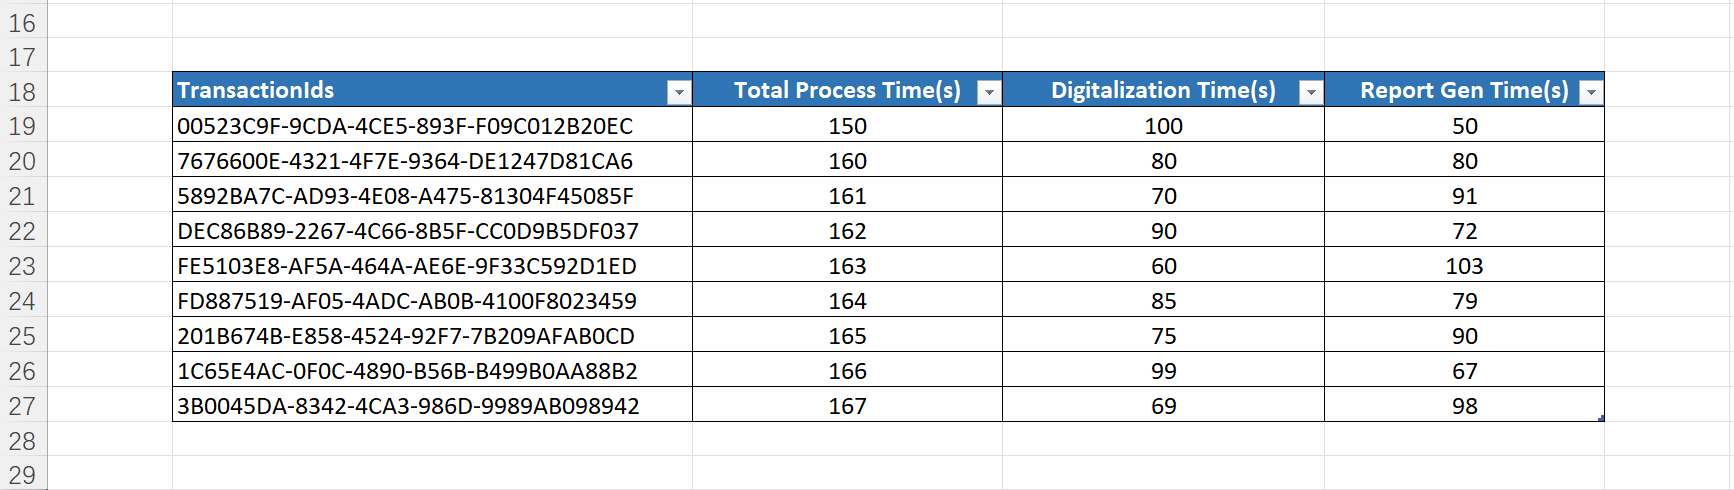 16
17
18 TransactionIds Total Process Time(s) Digitalization Time(s) Report Gen Time(s)
19 00523C9F-9CDA-4CE5-893F-F09C012B20EC 150 100 50
20 7676600E-4321-4F7E-9364-DE1247D81CA6 160 80 80
21 5892BA7C-AD93-4E08-A475-81304F45085F 161 70 91
22 DEC86B89-2267-4C66-8B5F-CC0D9B5DF037 162 90 72
23 FE5103E8-AF5A-464A-AE6E-9F33C592D1ED 163 60 103
24 FD887519-AF05-4ADC-AB0B-4100F8023459 164 85 79
25 201B674B-E858-4524-92F7-7B209AFAB0CD 165 75 90
26 1C65E4AC-0F0C-4890-B56B-B499B0AA88B2 166 99 67
27 3B0045DA-8342-4CA3-986D-9989AB098942 167 69 98
28
29